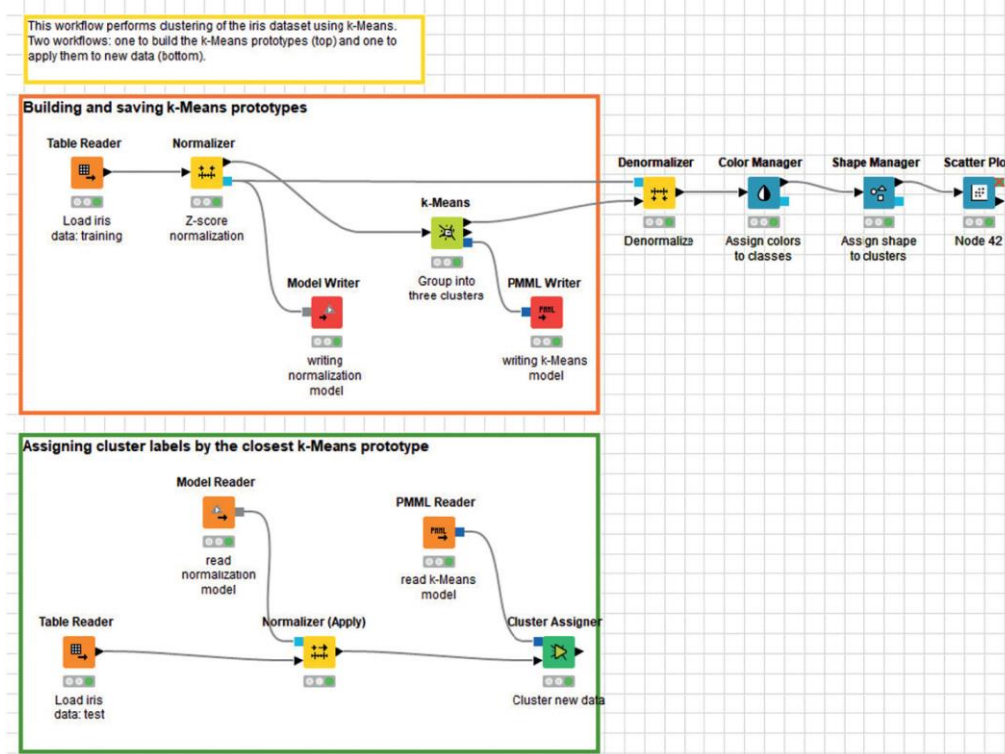 This workflow performs clustering of the iris dataset using k-Means.
Two workflows: one to build the k-Means prototypes (top) and one to
apply them to new data (bottom).
Building and saving k-Means prototypes
Table Reader
Load iris
data: training
Normalizer
Z-score
normalization
k-Means
Group into
three clusters
Model Writer
writing
normalization
model
PMML Writer
PMML
writing k-Means
model
Denormalizer
Denormalize
Color Manager
Assign colors
to classes
Shape Manager
Assign shape
to clusters
Scatter Plo
Node 42
Assigning cluster labels by the closest k-Means prototype
Model Reader
read
normalization
model
PMML Reader
PMML
read k-Means
model
Table Reader
Load iris
data: test
Normalizer (Apply)
Cluster Assigner
Cluster new data